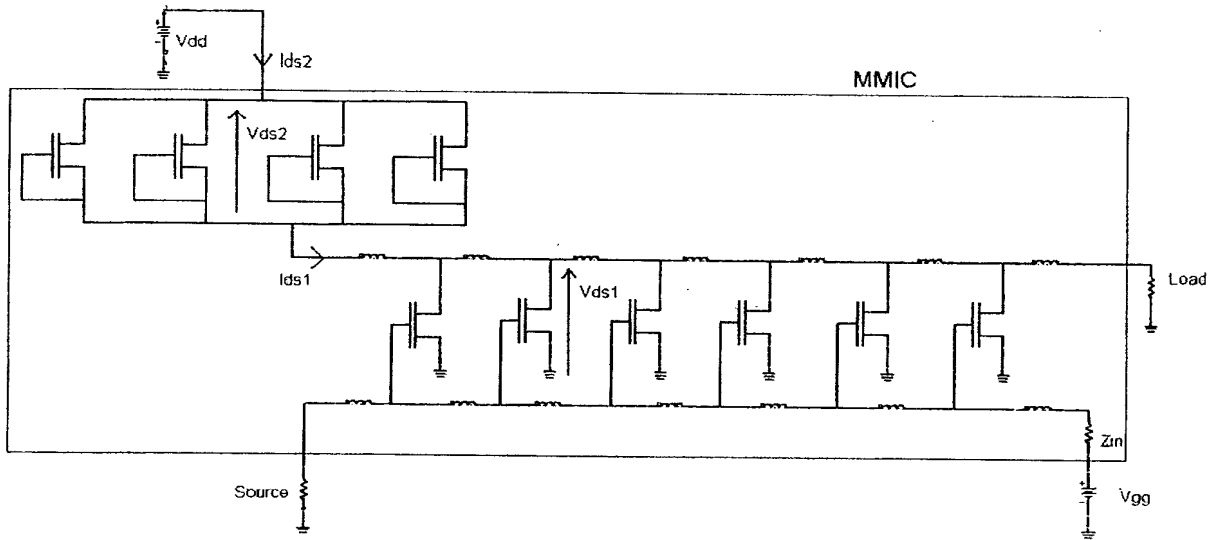 Vdd
Ids2
MMIC
Vds2
Ids1
Vds1
Load
Zin
Source
Vgg